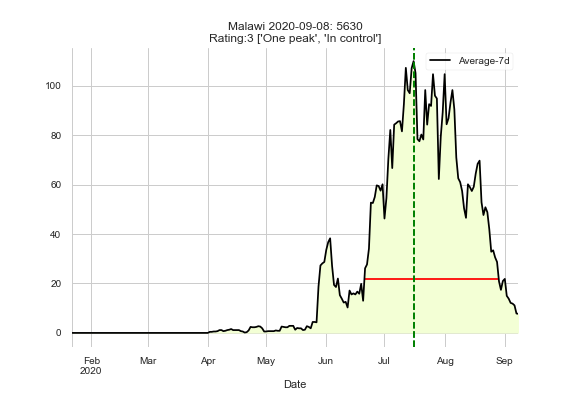 Malawi 2020-09-08: 5630
Rating:3 ['One peak', 'In control']
Average-7d
100
80
60
40
20
0
Feb Mar Apr May Jun Jul Aug Sep
2020
Date